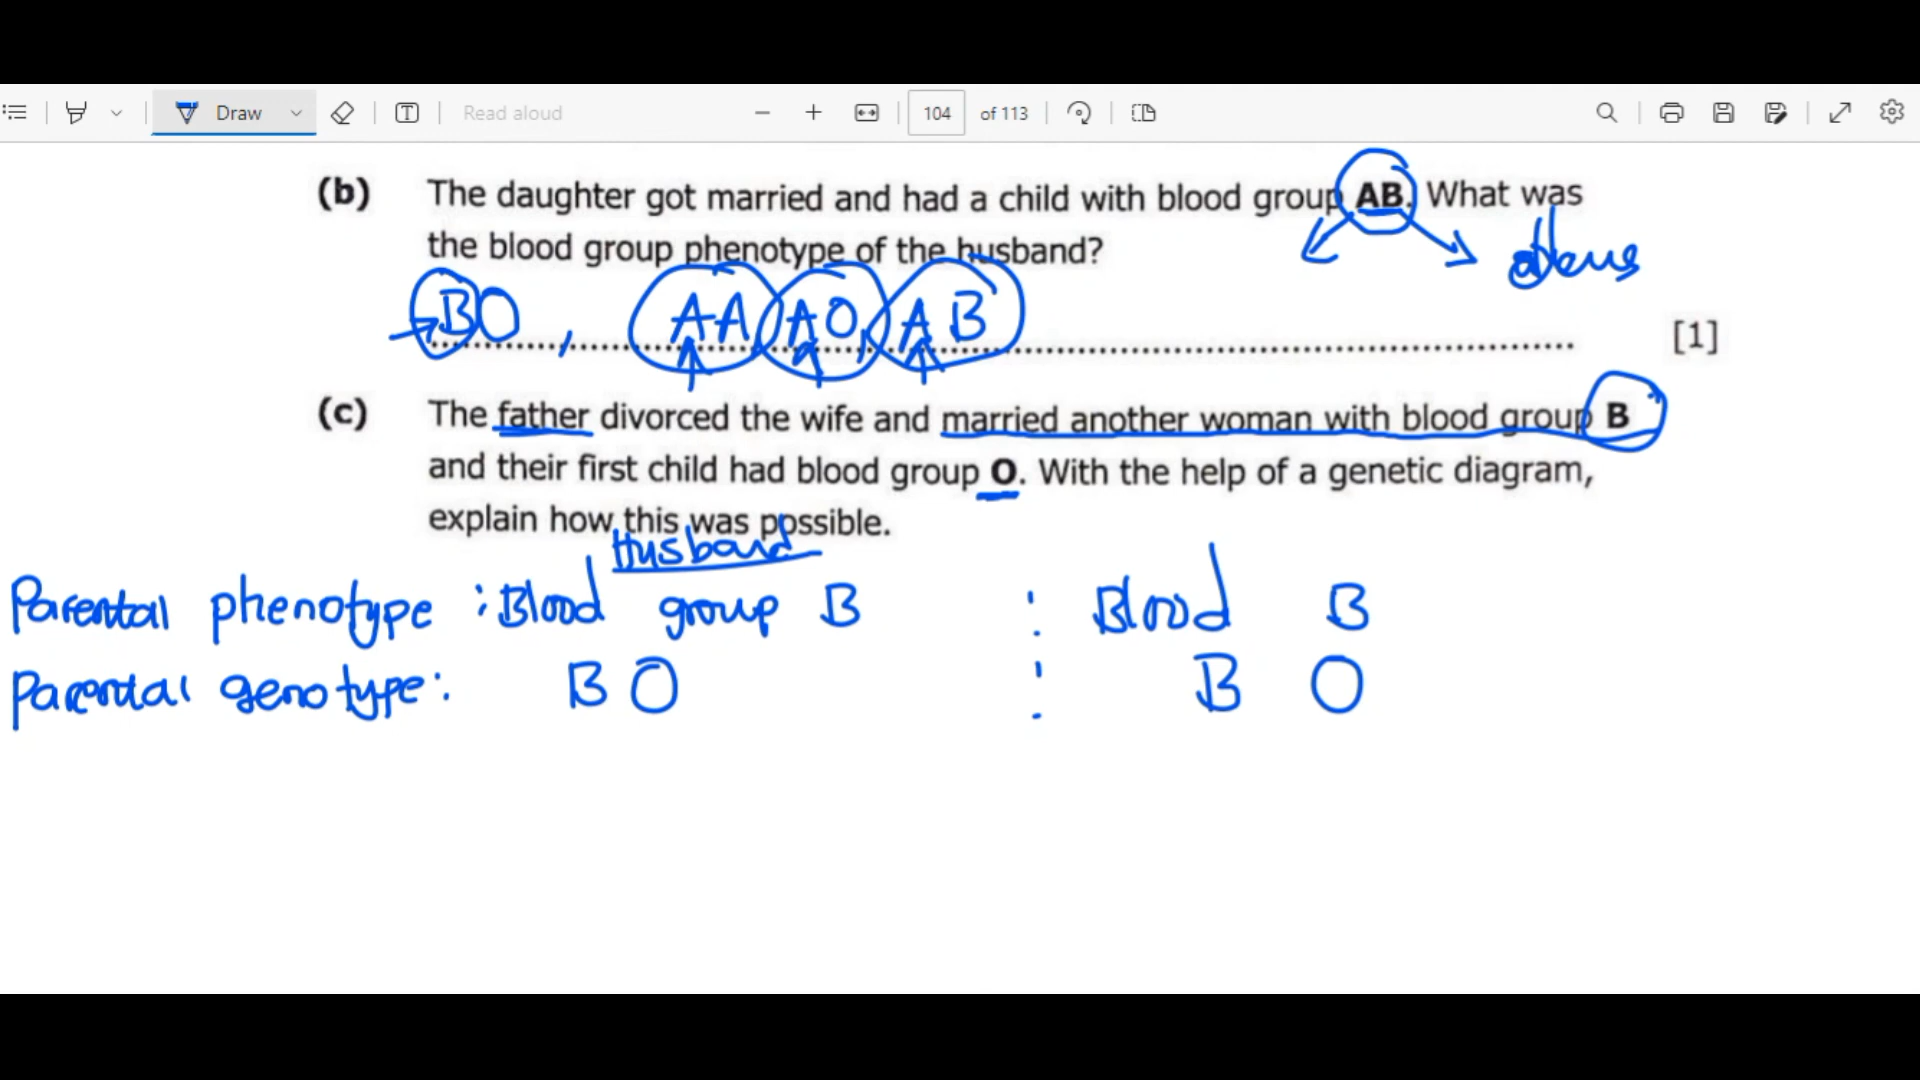 Draw Read aloud 104 of 113
(b) The daughter got married and had a child with blood group AB. What was
the blood group phenotype of the husband?
BO , AA AO, AB
[1]
(c) The father divorced the wife and married another woman with blood group B
and their first child had blood group O. With the help of a genetic diagram,
explain how this was possible.
Husband
Parental phenotype : Blood group B : Blood B
Parental genotype: B O : B O